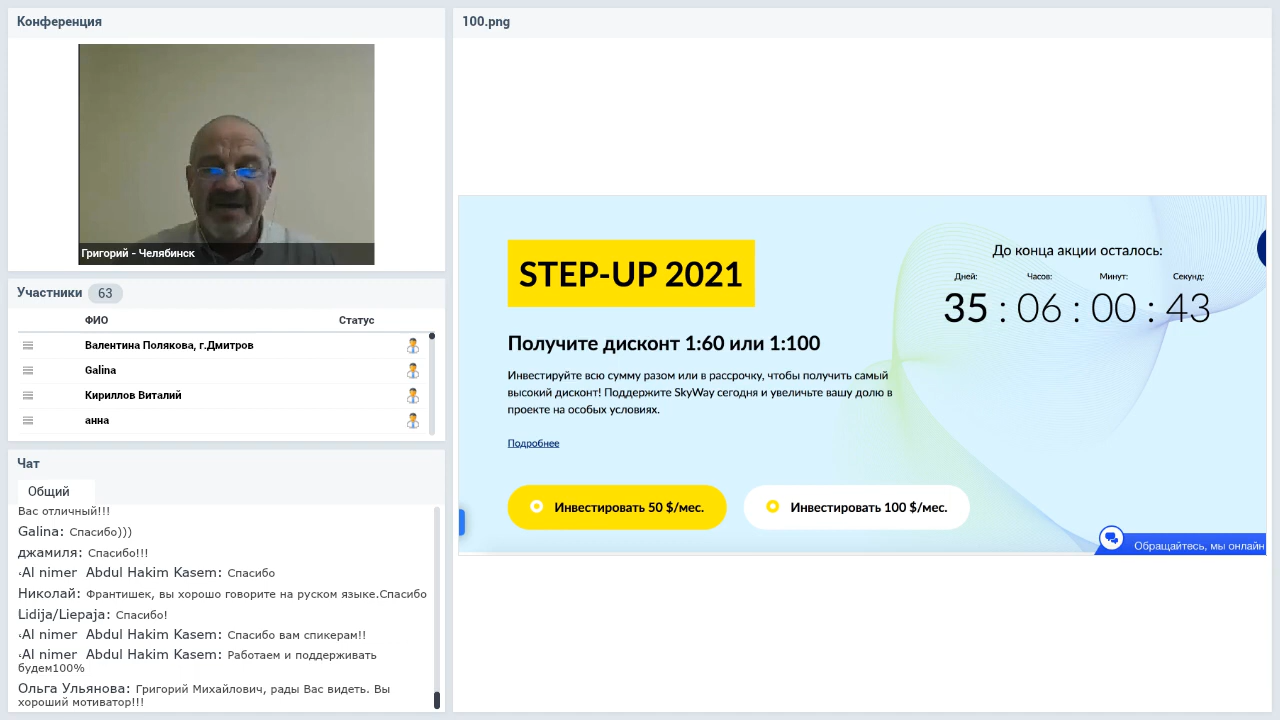 Конференция
Григорий - Челябинск
Участники 63
ФИО Статус
Валентина Полякова, г.Дмитров
Galina
Кириллов Виталий
анна
Чат
Общий
Вас отличный!!!
Galina: Спасибо)))
джамиля: Спасибо!!!
Al nimer Abdul Hakim Kasem: Спасибо
Николай: Франтишек, вы хорошо говорите на руском языке.Спасибо
Lidija/Liepaja: Спасибо!
Al nimer Abdul Hakim Kasem: Спасибо вам спикерам!!
Al nimer Abdul Hakim Kasem: Работаем и поддерживать
будем100%
Ольга Ульянова: Григорий Михайлович, рады Вас видеть. Вы
хороший мотиватор!!!
100.png
STEP-UP 2021
Получите дисконт 1:60 или 1:100
Инвестируйте всю сумму разом или в рассрочку, чтобы получить самый
высокий дисконт! Поддержите SkyWay сегодня и увеличьте вашу долю в
проекте на особых условиях.
Подробнее
Инвестировать 50 $/мес.
Инвестировать 100 $/мес.
До конца акции осталось:
Дней: Часов: Минут: Секунд:
35 : 06 : 00 : 43
Обращайтесь, мы онлайн